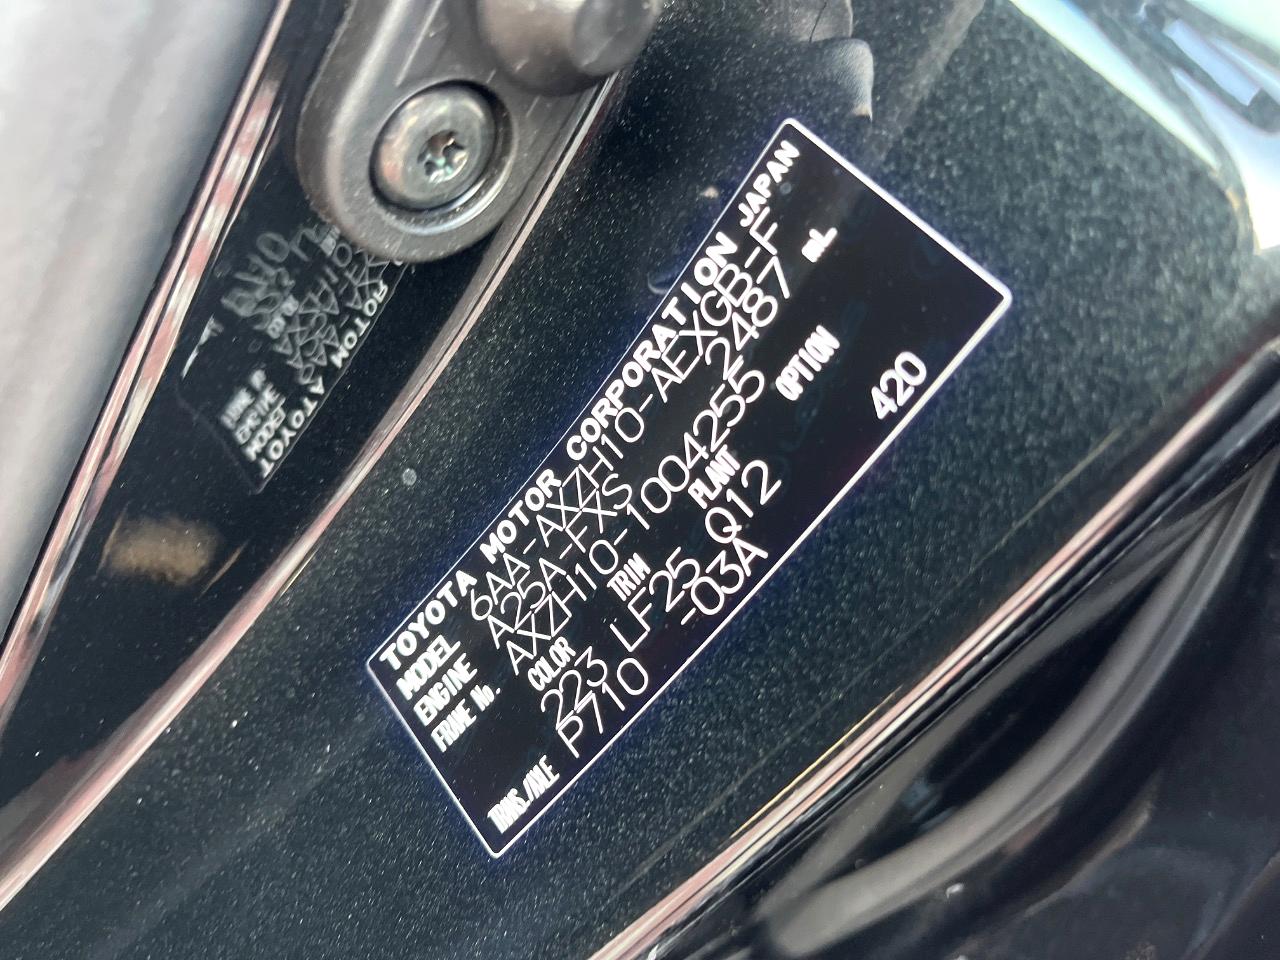 TOYOTA MOTOR CORPORATION JAPAN
MODEL 6AA-AXZH10-AEXGB-F
ENGINE A25A-FXS 2487 mL
FRAME No. AXZH10-1004255
COLOR TRIM PLANT OPTION
223 LF25 Q12 420
TRANS./AXLE P710 -03A